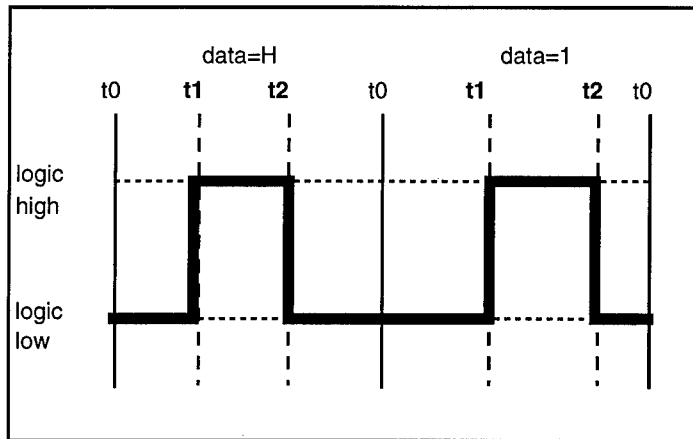 data=H data=1
t0 t1 t2 t0 t1 t2 t0
logic
high
logic
low